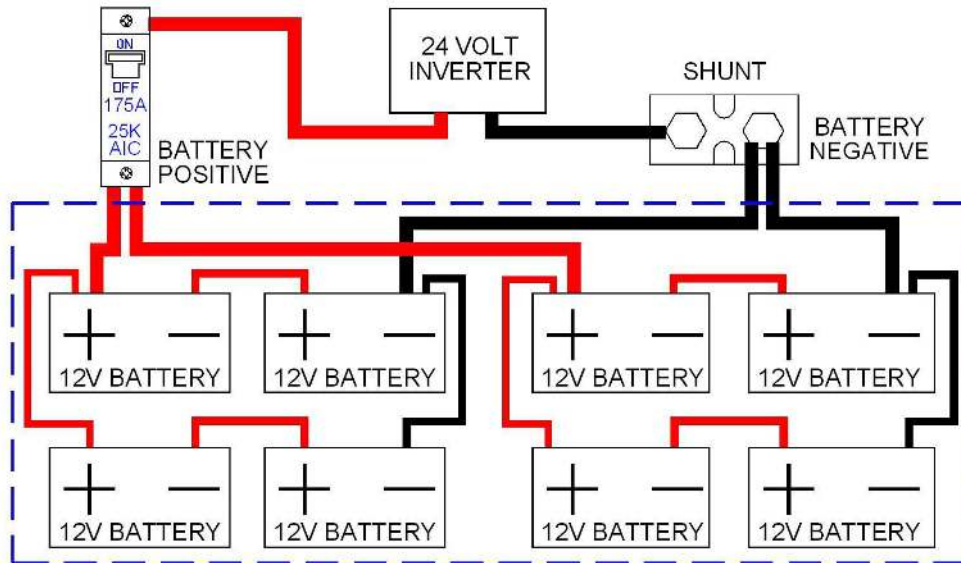 ON
OFF
175A
25K
AIC
BATTERY
POSITIVE
24 VOLT
INVERTER
SHUNT
BATTERY
NEGATIVE
+ −
12V BATTERY
+ −
12V BATTERY
+ −
12V BATTERY
+ −
12V BATTERY
+ −
12V BATTERY
+ −
12V BATTERY
+ −
12V BATTERY
+ −
12V BATTERY